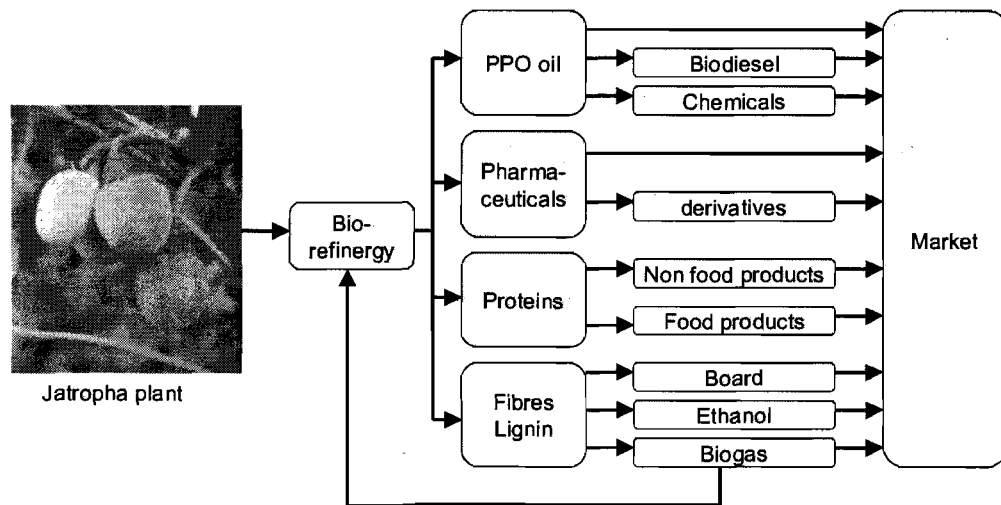 Jatropha plant
Bio-
refinergy
PPO oil
Biodiesel
Chemicals
Pharma-
ceuticals
derivatives
Proteins
Non food products
Food products
Fibres
Lignin
Board
Ethanol
Biogas
Market